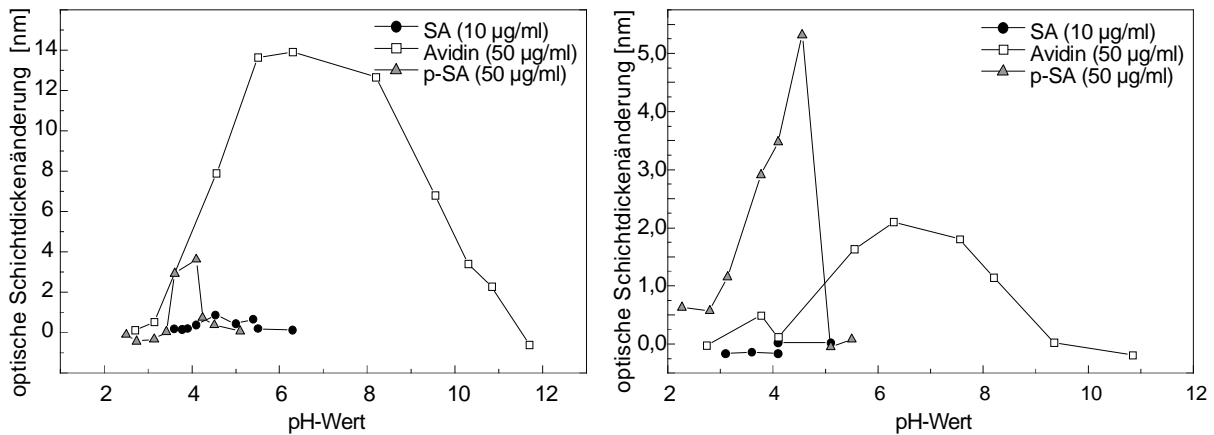 optische Schichtdickenänderung [nm]
14
12
10
8
6
4
2
0
2
4
6
8
10
12
pH-Wert
SA (10 µg/ml)
Avidin (50 µg/ml)
p-SA (50 µg/ml)
optische Schichtdickenänderung [nm]
5,0
4,0
3,0
2,0
1,0
0,0
2
4
6
8
10
12
pH-Wert
SA (10 µg/ml)
Avidin (50 µg/ml)
p-SA (50 µg/ml)